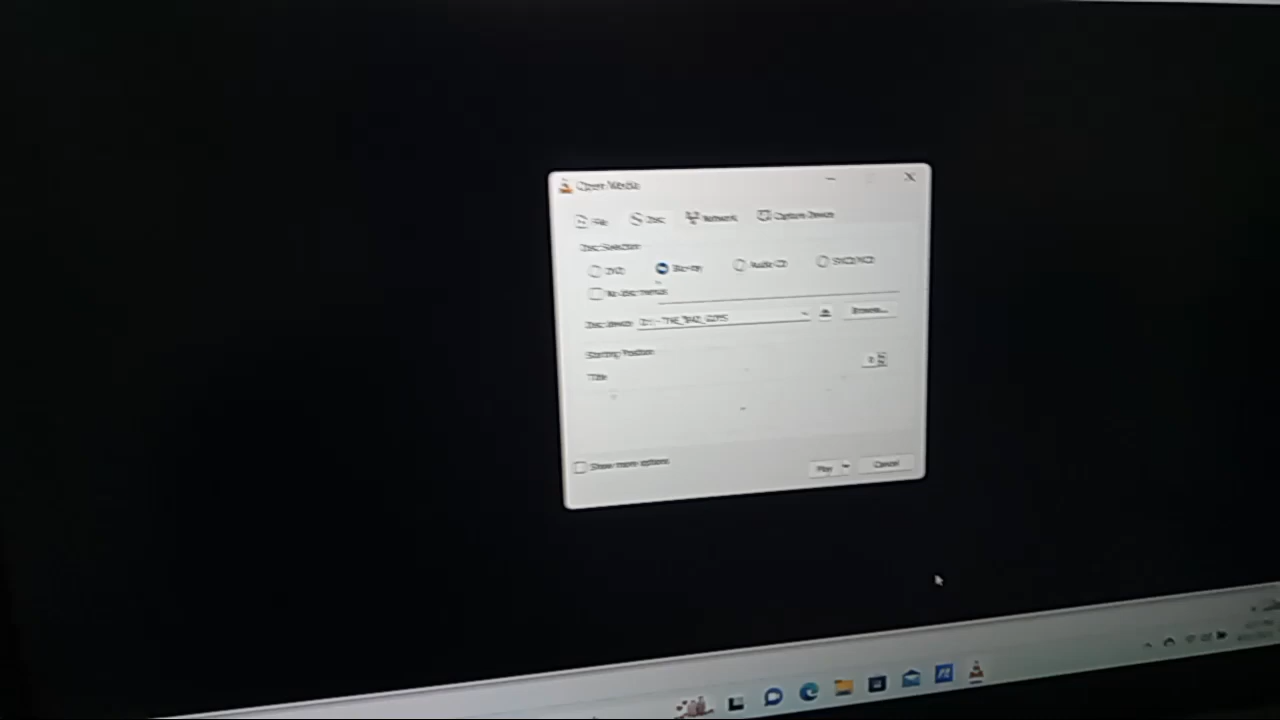 Open Media
File Disc Network Capture Device
Disc Selection
DVD Blu-ray Audio CD SVCD/VCD
No disc menus
Disc device Browse...
Starting Position
Title 0
Show more options Play Cancel